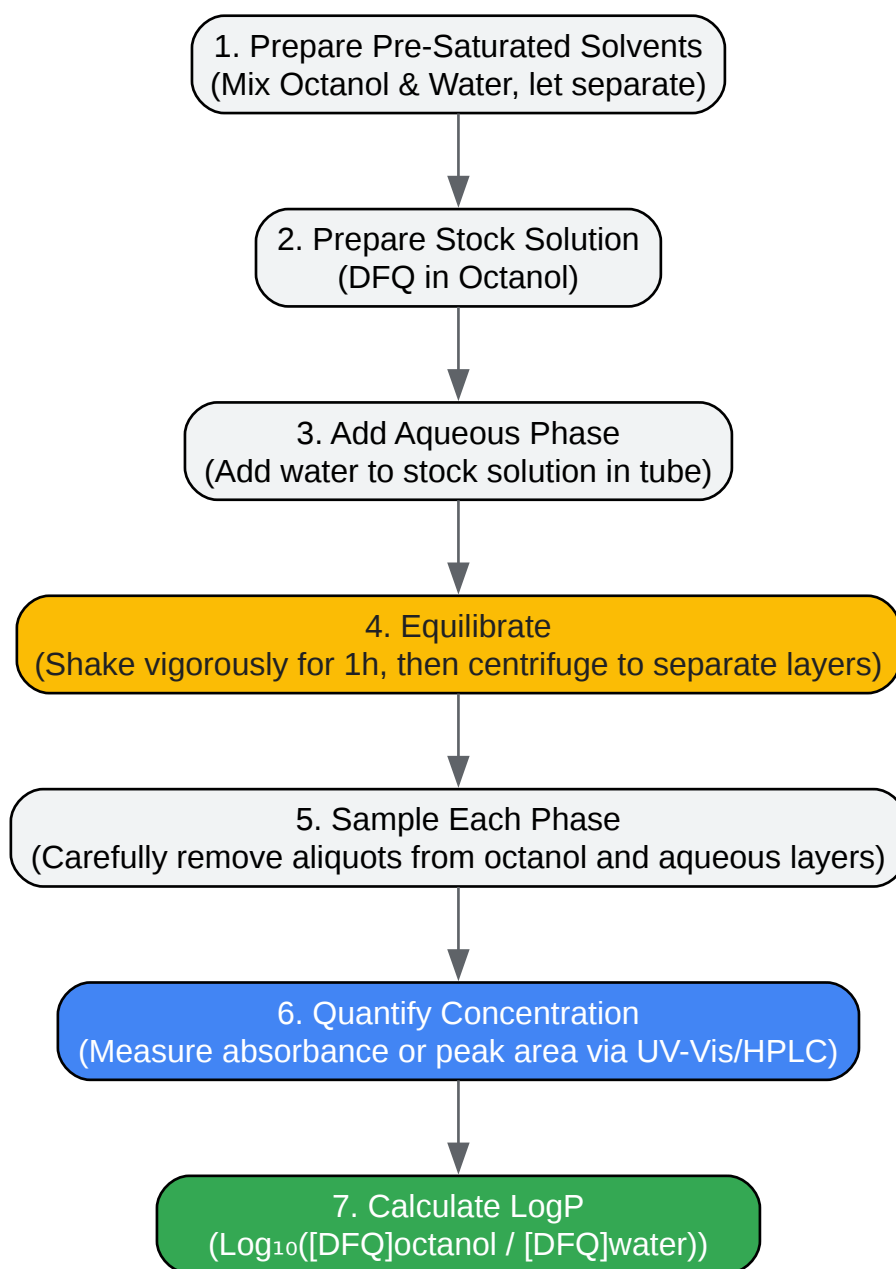 1. Prepare Pre-Saturated Solvents
(Mix Octanol & Water, let separate)
2. Prepare Stock Solution
(DFQ in Octanol)
3. Add Aqueous Phase
(Add water to stock solution in tube)
4. Equilibrate
(Shake vigorously for 1h, then centrifuge to separate layers)
5. Sample Each Phase
(Carefully remove aliquots from octanol and aqueous layers)
6. Quantify Concentration
(Measure absorbance or peak area via UV-Vis/HPLC)
7. Calculate LogP
(Log₁₀([DFQ]octanol / [DFQ]water))